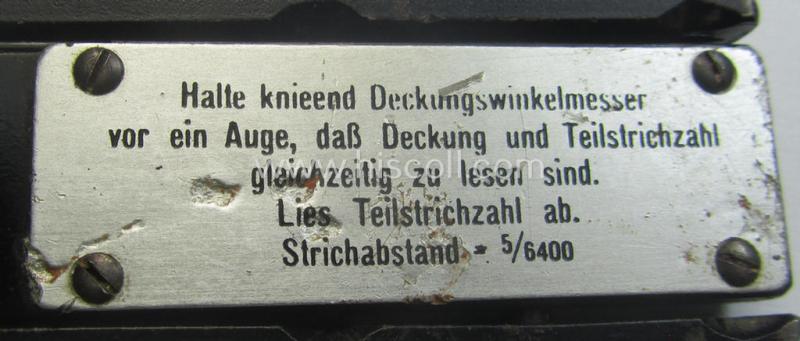 Halte knieend Deckungswinkelmesser
vor ein Auge, daß Deckung und Teilstrichzahl
gleichzeitig zu lesen sind.
Lies Teilstrichzahl ab.
Strichabstand = 5/6400